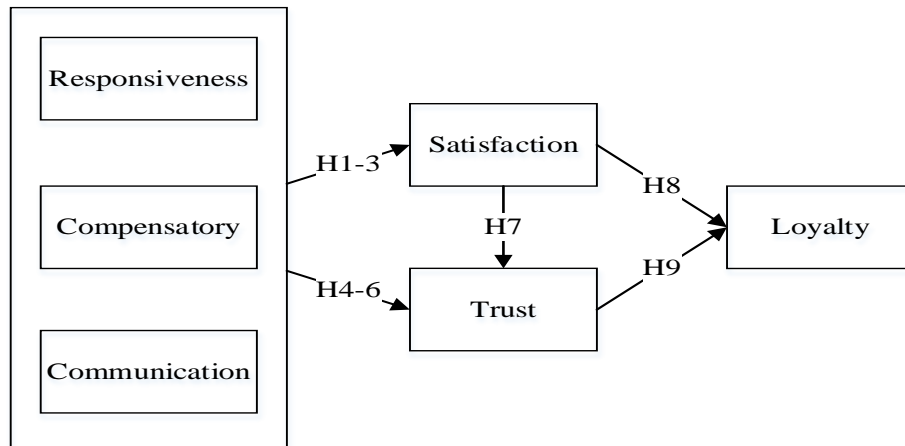 Responsiveness
Compensatory
Communication
H1-3
H4-6
Satisfaction
H7
Trust
H8
H9
Loyalty